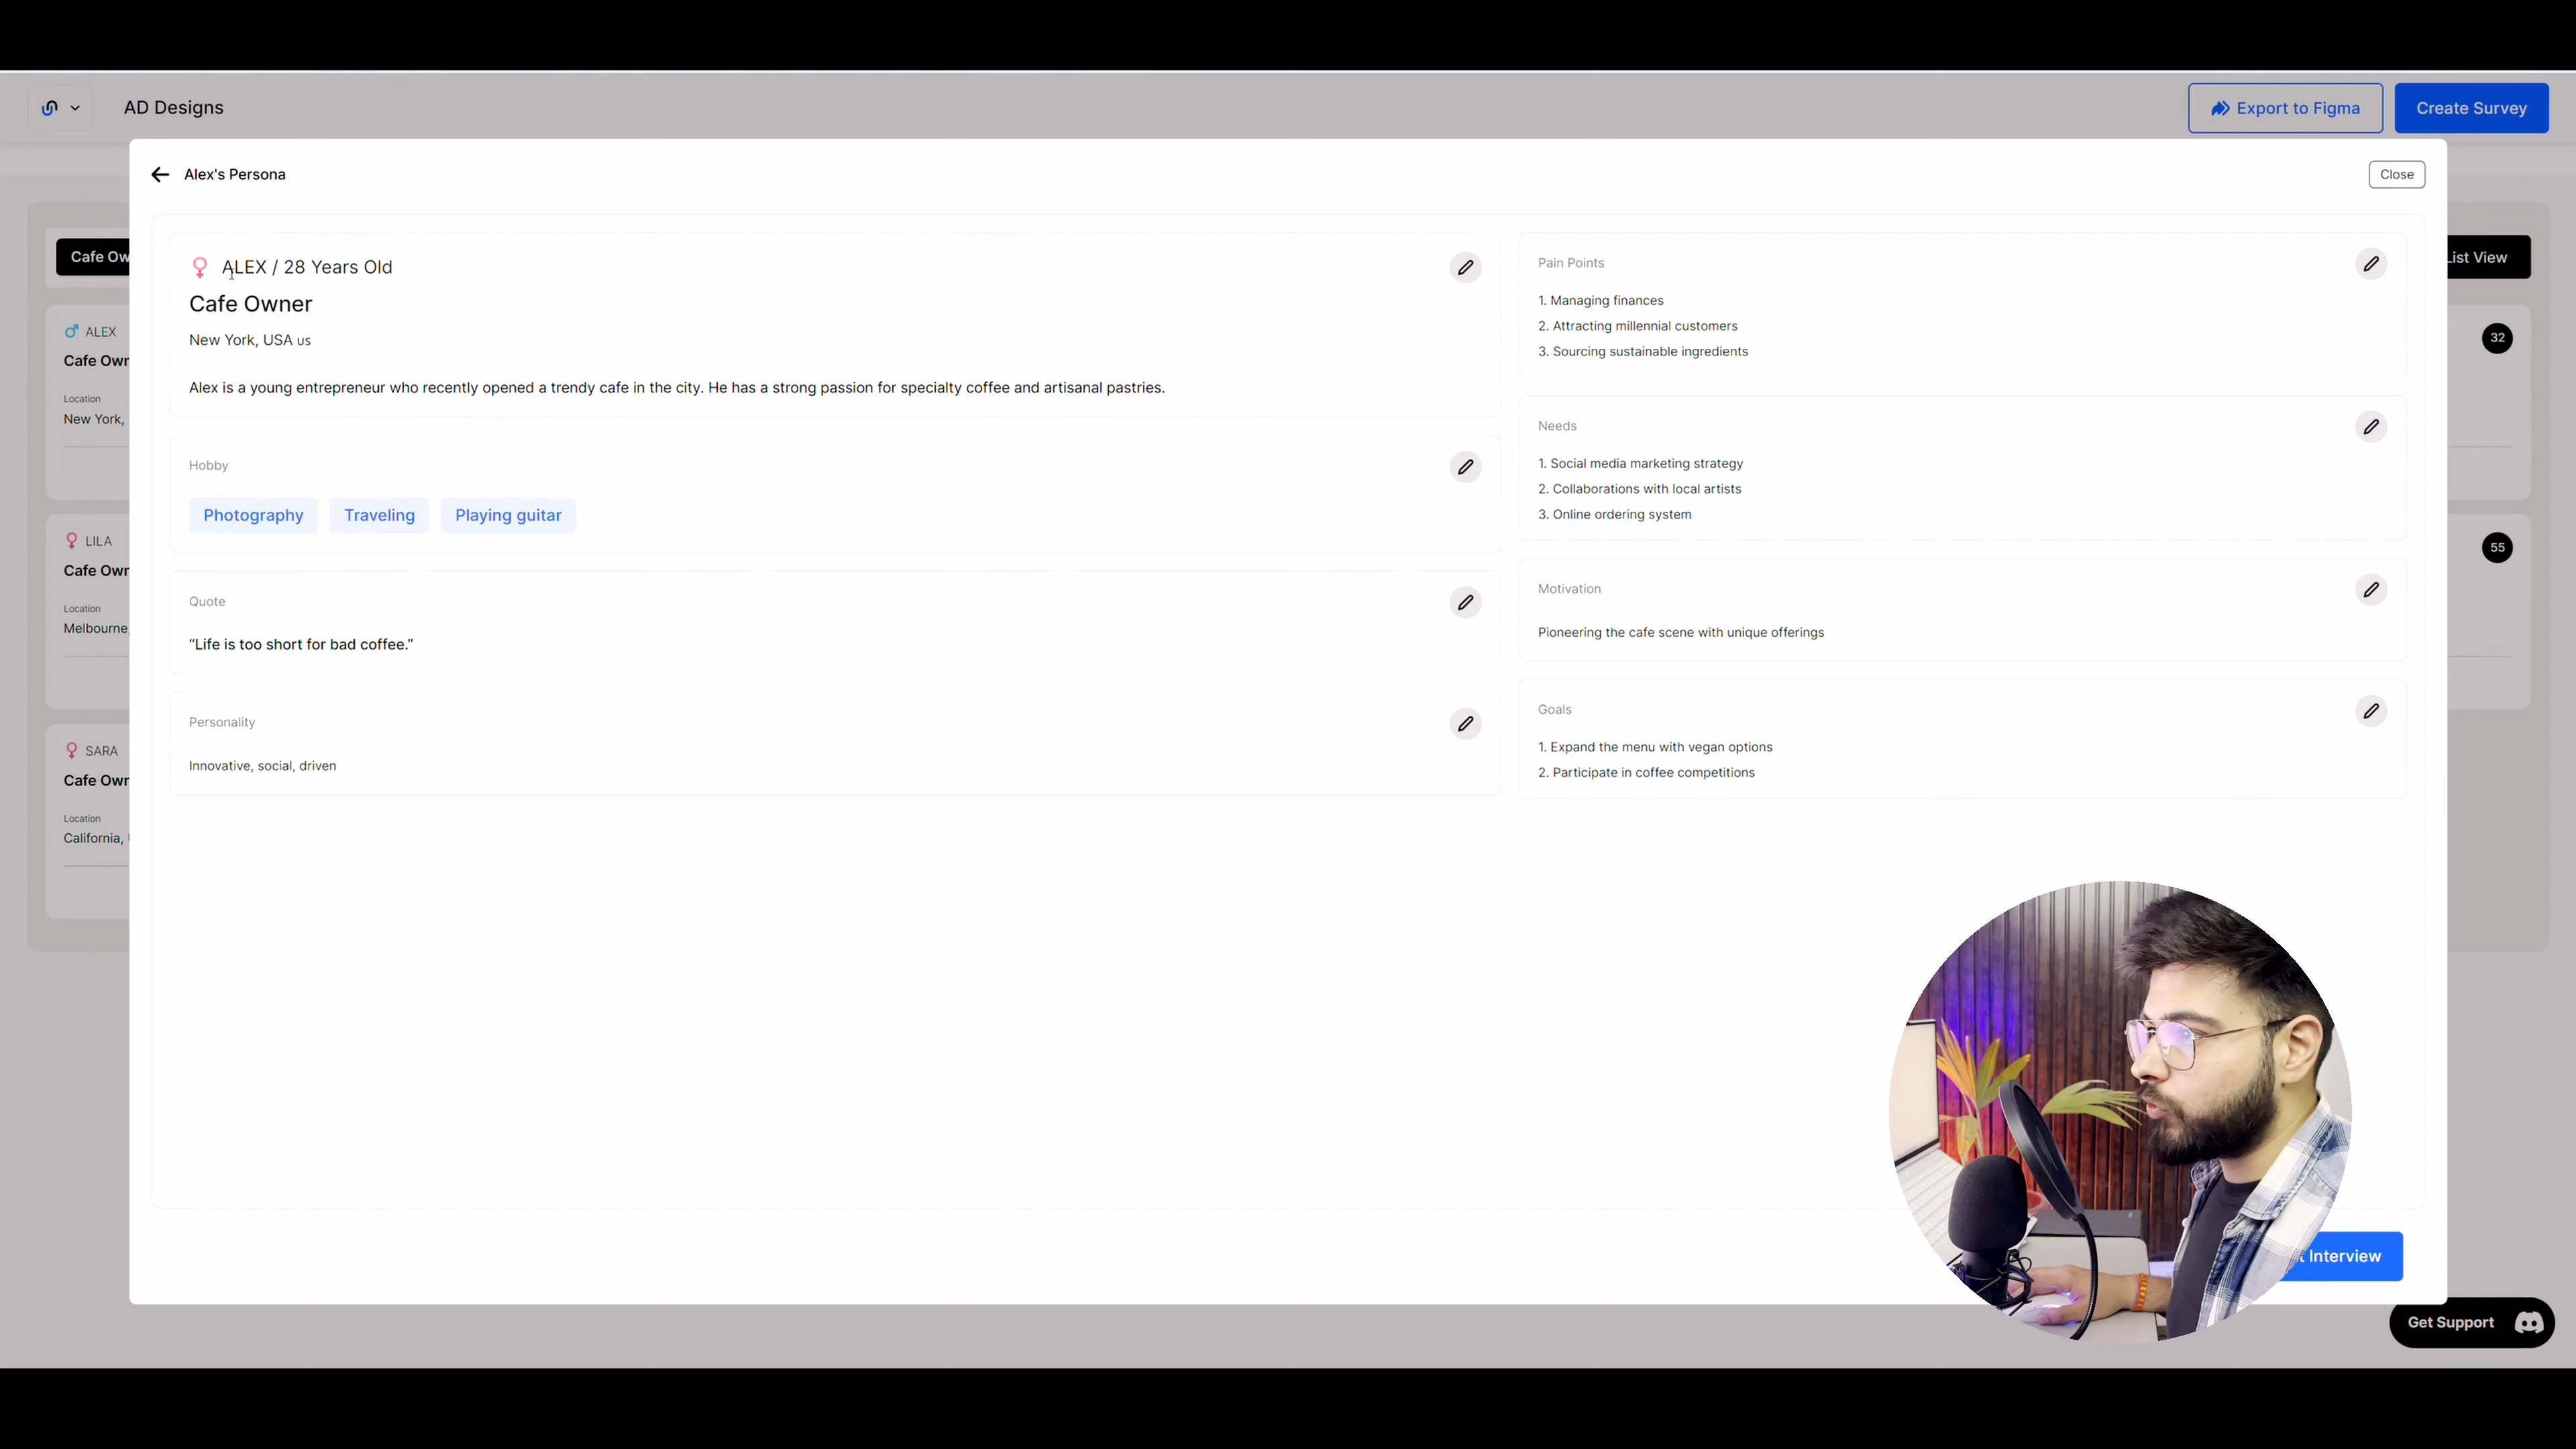 AD Designs
Export to Figma
Create Survey
Alex's Persona
Close
ALEX / 28 Years Old
Cafe Owner
New York, USA us
Alex is a young entrepreneur who recently opened a trendy cafe in the city. He has a strong passion for specialty coffee and artisanal pastries.
Hobby
Photography Traveling Playing guitar
Quote
“Life is too short for bad coffee.”
Personality
Innovative, social, driven
Pain Points
1. Managing finances
2. Attracting millennial customers
3. Sourcing sustainable ingredients
Needs
1. Social media marketing strategy
2. Collaborations with local artists
3. Online ordering system
Motivation
Pioneering the cafe scene with unique offerings
Goals
1. Expand the menu with vegan options
2. Participate in coffee competitions
Interview
Cafe Ow
List View
ALEX
Cafe Owr
Location
New York,
32
LILA
Cafe Owr
Location
Melbourne
55
SARA
Cafe Owr
Location
California,
Get Support